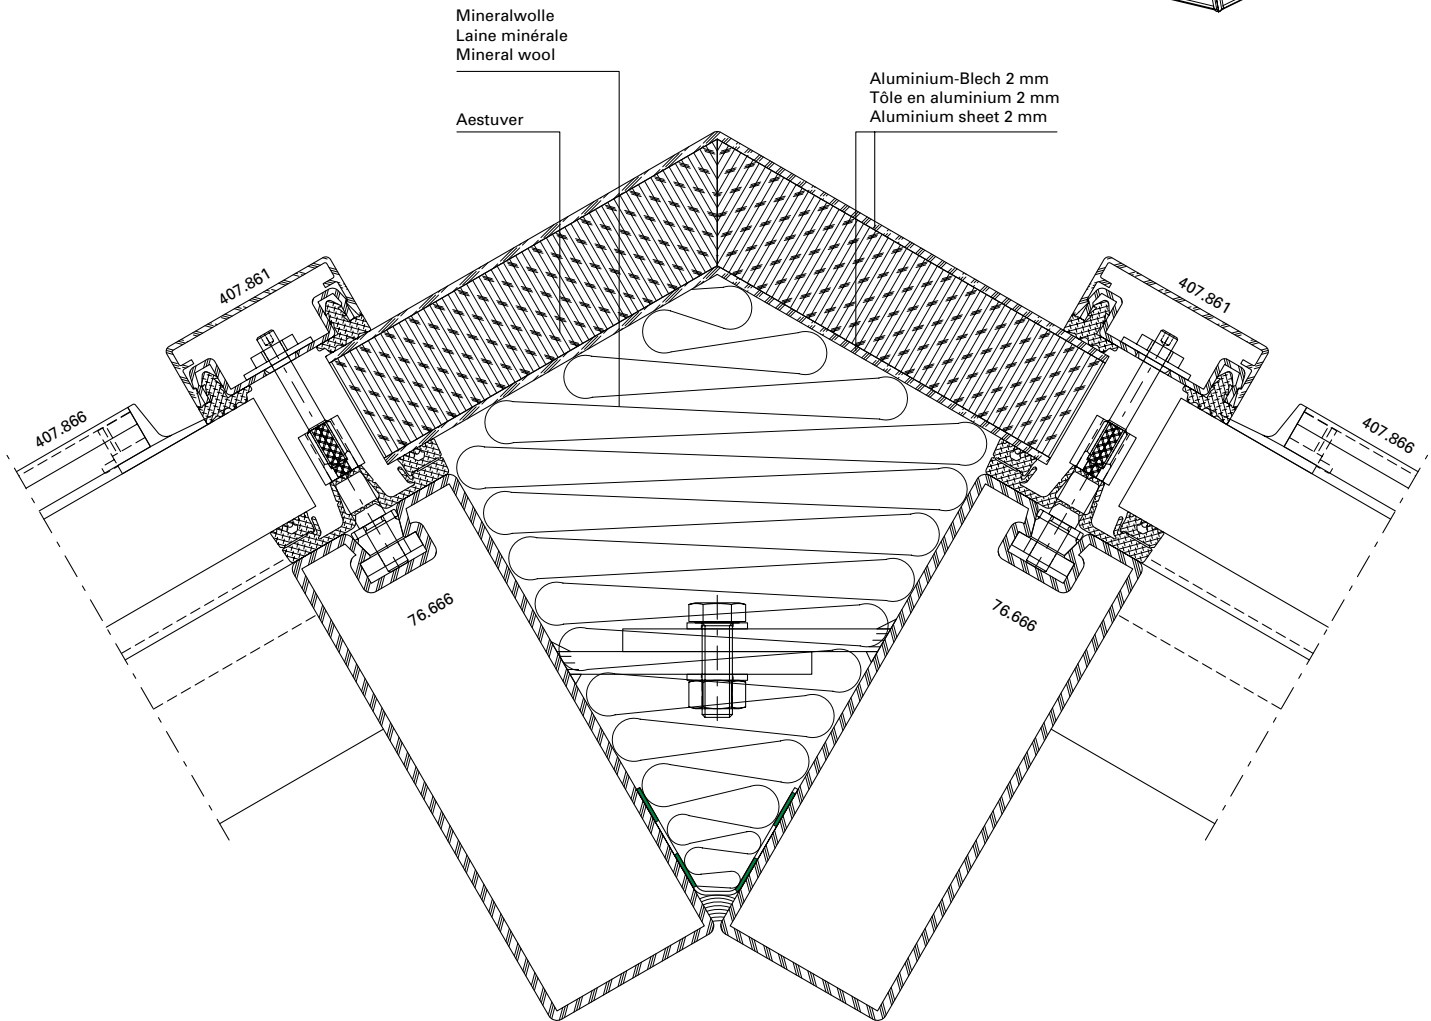 Mineralwolle
Laine minérale
Mineral wool
Aluminium-Blech 2 mm
Tôle en aluminium 2 mm
Aluminium sheet 2 mm
Aestuver
407.861
407.861
407.866
407.866
76.666
76.666